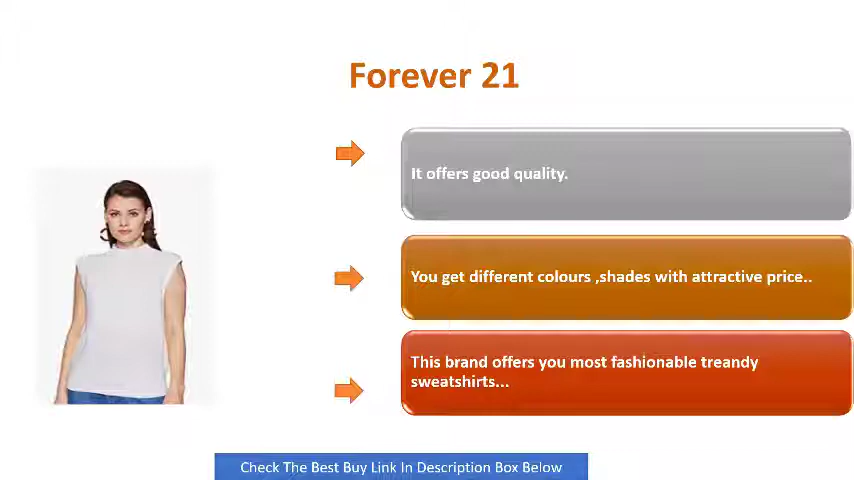 Forever 21
It offers good quality.
You get different colours ,shades with attractive price..
This brand offers you most fashionable treandy
sweatshirts...
Check The Best Buy Link In Description Box Below